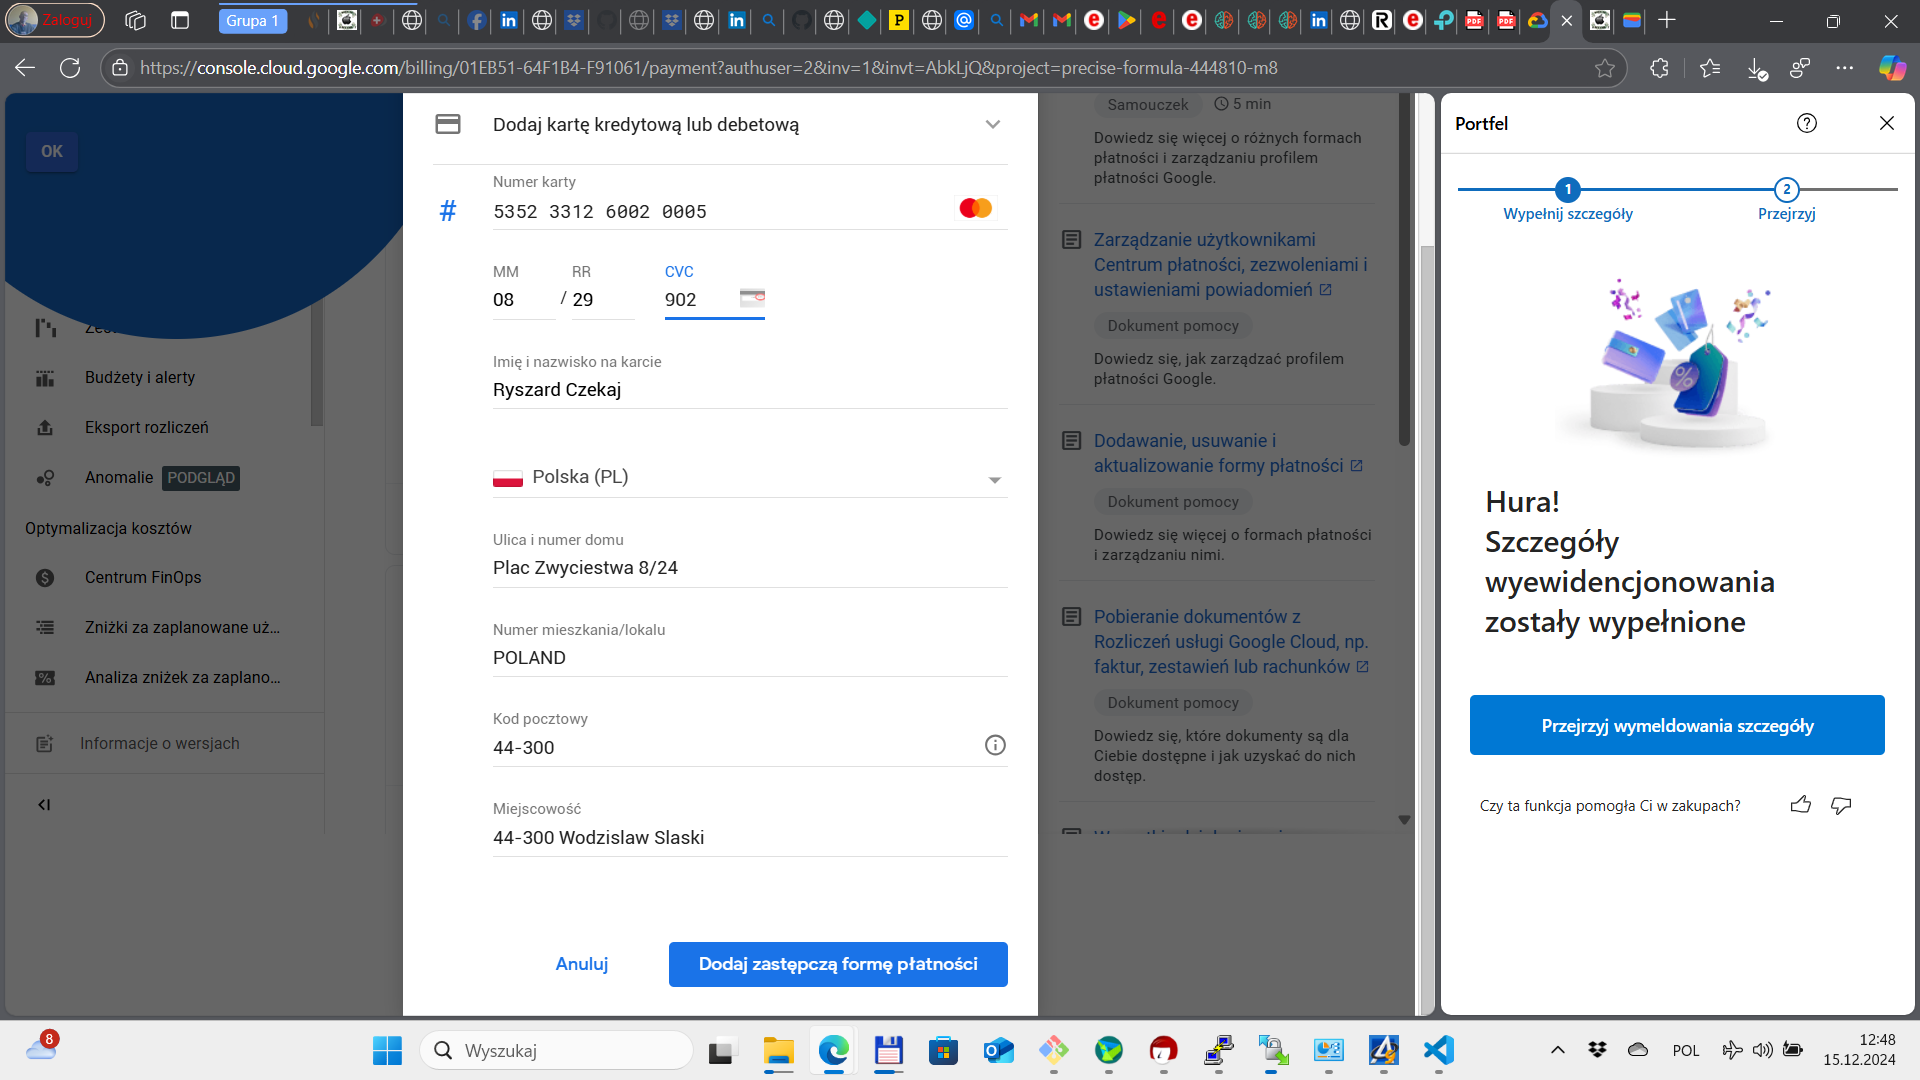 Zaloguj
Grupa 1
https://console.cloud.google.com/billing/01EB51-64F1B4-F91061/payment?authuser=2&inv=1&invt=AbkLjQ&project=precise-formula-444810-m8
OK
Budżety i alerty
Eksport rozliczeń
Anomalie PODGLĄD
Optymalizacja kosztów
Centrum FinOps
Zniżki za zaplanowane uż...
Analiza zniżek za zaplano...
Informacje o wersjach
Dodaj kartę kredytową lub debetową
Numer karty
# 5352 3312 6002 0005
MM RR CVC
08 / 29 902
Imię i nazwisko na karcie
Ryszard Czekaj
Polska (PL)
Ulica i numer domu
Plac Zwyciestwa 8/24
Numer mieszkania/lokalu
POLAND
Kod pocztowy
44-300
Miejscowość
44-300 Wodzislaw Slaski
Anuluj
Dodaj zastępczą formę płatności
Samouczek 5 min
Dowiedz się więcej o różnych formach
płatności i zarządzaniu profilem
płatności Google.
Zarządzanie użytkownikami
Centrum płatności, zezwoleniami i
ustawieniami powiadomień
Dokument pomocy
Dowiedz się, jak zarządzać profilem
płatności Google.
Dodawanie, usuwanie i
aktualizowanie formy płatności
Dokument pomocy
Dowiedz się więcej o formach płatności
i zarządzaniu nimi.
Pobieranie dokumentów z
Rozliczeń usługi Google Cloud, np.
faktur, zestawień lub rachunków
Dokument pomocy
Dowiedz się, które dokumenty są dla
Ciebie dostępne i jak uzyskać do nich
dostęp.
Portfel
1 2
Wypełnij szczegóły Przejrzyj
Hura!
Szczegóły
wyewidencjonowania
zostały wypełnione
Przejrzyj wymeldowania szczegóły
Czy ta funkcja pomogła Ci w zakupach?
8
Wyszukaj
POL
12:48
15.12.2024